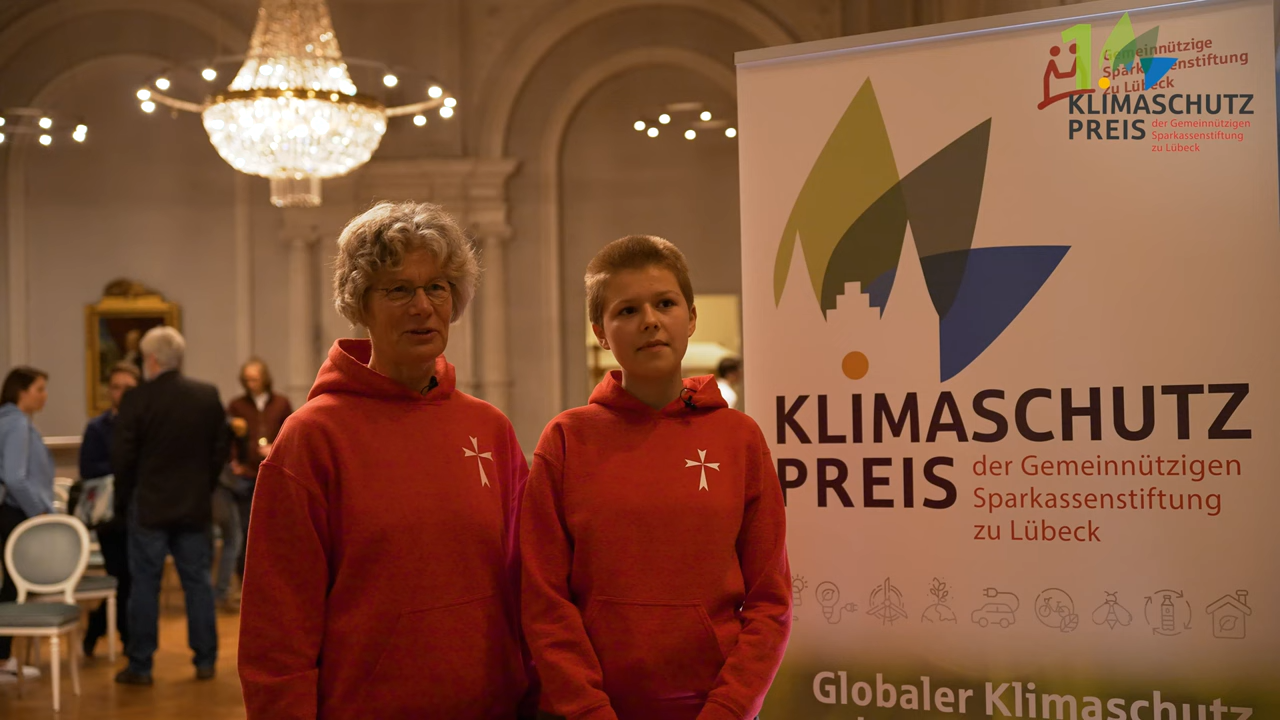 Gemeinnützige
Sparkassenstiftung
zu Lübeck
KLIMASCHUTZ
PREIS
der Gemeinnützigen
Sparkassenstiftung
zu Lübeck
KLIMASCHUTZ
PREIS
der Gemeinnützigen
Sparkassenstiftung
zu Lübeck
Globaler Klimaschutz